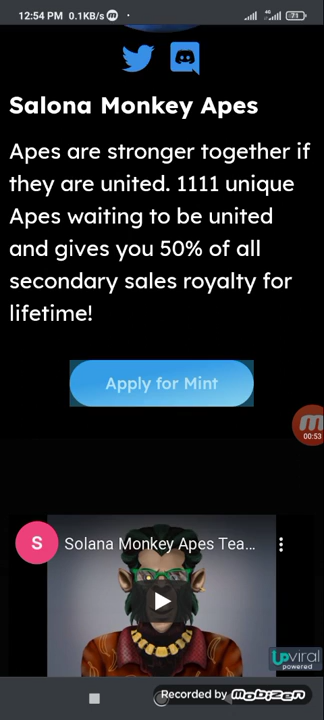 12:54 PM 0.1KB/s
4G
71
Salona Monkey Apes
Apes are stronger together if
they are united. 1111 unique
Apes waiting to be united
and gives you 50% of all
secondary sales royalty for
lifetime!
Apply for Mint
00:53
S Solana Monkey Apes Tea...
Upviral
powered
Recorded by mobizen